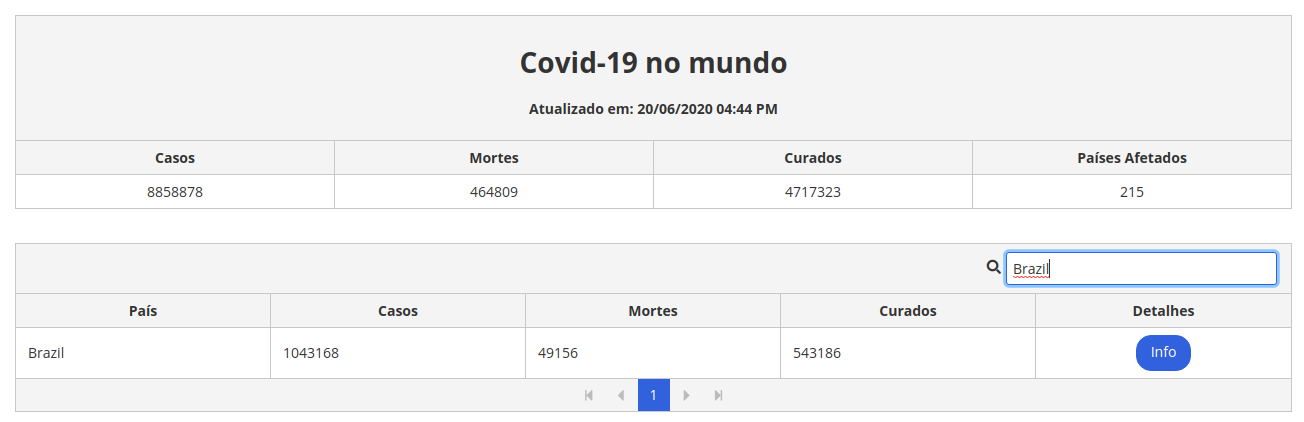 Covid-19 no mundo
Atualizado em: 20/06/2020 04:44 PM
Casos Mortes Curados Países Afetados
8858878 464809 4717323 215
Brazil
País Casos Mortes Curados Detalhes
Brazil 1043168 49156 543186 Info
1